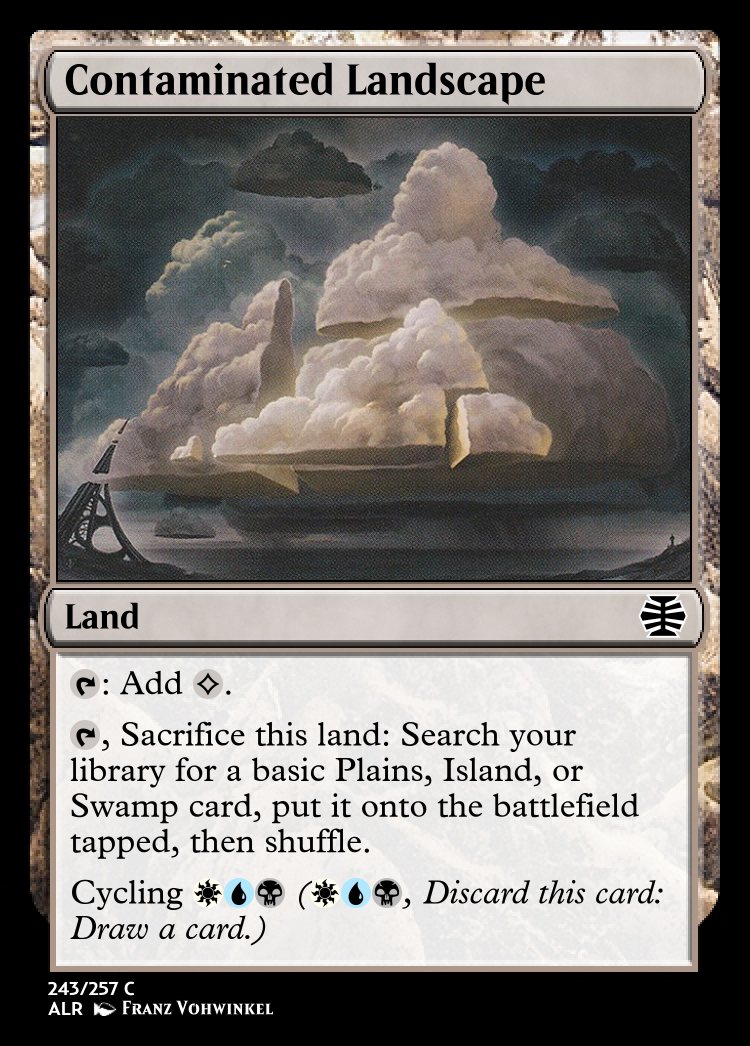 Contaminated Landscape
Land
: Add .
, Sacrifice this land: Search your
library for a basic Plains, Island, or
Swamp card, put it onto the battlefield
tapped, then shuffle.
Cycling (, Discard this card:
Draw a card.)
243/257 C
ALR Franz Vohwinkel